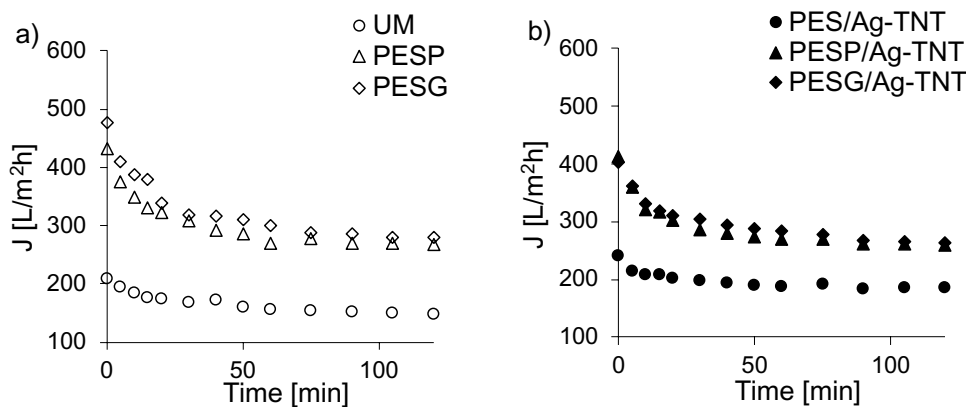 a)
UM
PESP
PESG
600
500
400
300
200
100
0
50
100
J [L/m²h]
Time [min]
b)
PES/Ag-TNT
PESP/Ag-TNT
PESG/Ag-TNT
600
500
400
300
200
100
0
50
100
J [L/m²h]
Time [min]